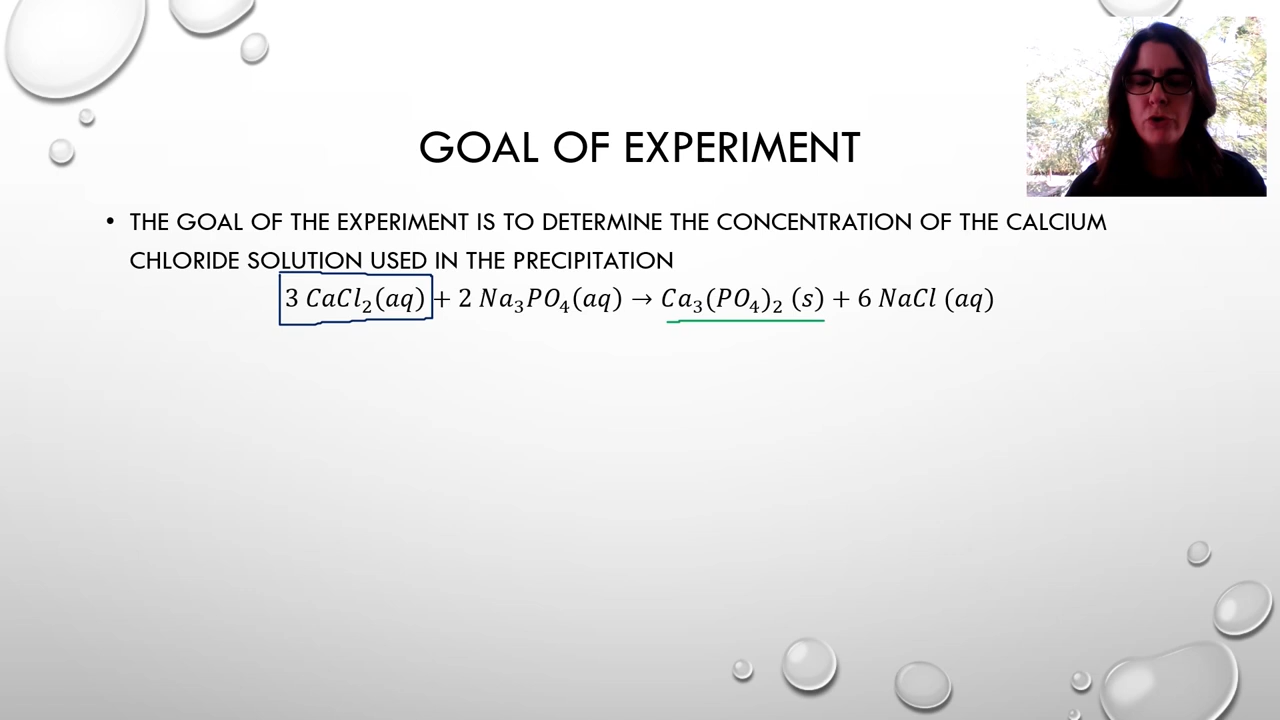 GOAL OF EXPERIMENT
• THE GOAL OF THE EXPERIMENT IS TO DETERMINE THE CONCENTRATION OF THE CALCIUM
CHLORIDE SOLUTION USED IN THE PRECIPITATION
3 CaCl₂(aq) + 2 Na₃PO₄(aq) → Ca₃(PO₄)₂ (s) + 6 NaCl (aq)